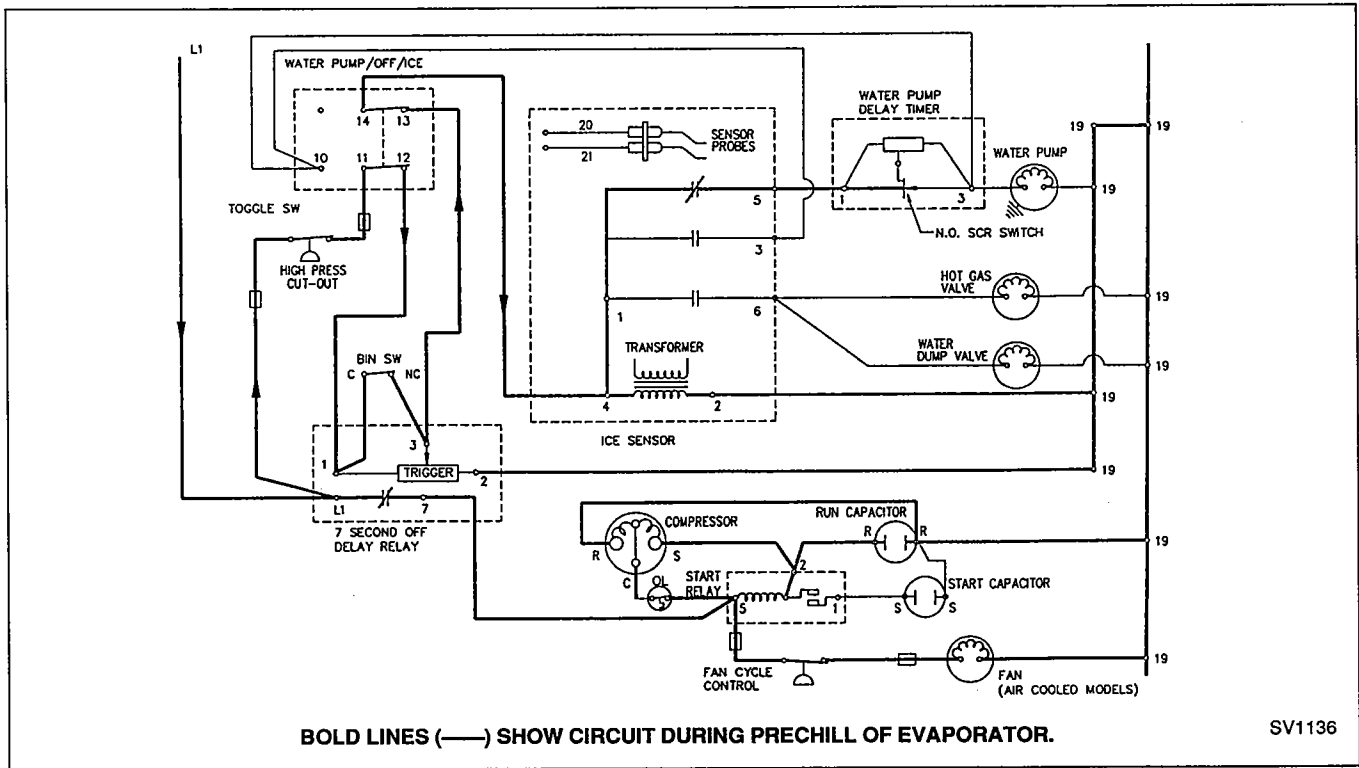 L1
WATER PUMP/OFF/ICE
14 13
10 11 12
TOGGLE SW
HIGH PRESS
CUT-OUT
20
21
SENSOR
PROBES
WATER PUMP
DELAY TIMER
1 3
N.O. SCR SWITCH
WATER PUMP
19 19
19
5
3
1 6
HOT GAS
VALVE
19
WATER
DUMP VALVE
19
TRANSFORMER
4 2
19
ICE SENSOR
BIN SW
C NC
3
1 TRIGGER 2
19
L1 7
7 SECOND OFF
DELAY RELAY
COMPRESSOR
R S
C OL
START
RELAY
2
5 1
RUN CAPACITOR
R R
19
START CAPACITOR
S S
FAN CYCLE
CONTROL
FAN
(AIR COOLED MODELS)
19
BOLD LINES (——) SHOW CIRCUIT DURING PRECHILL OF EVAPORATOR.
SV1136